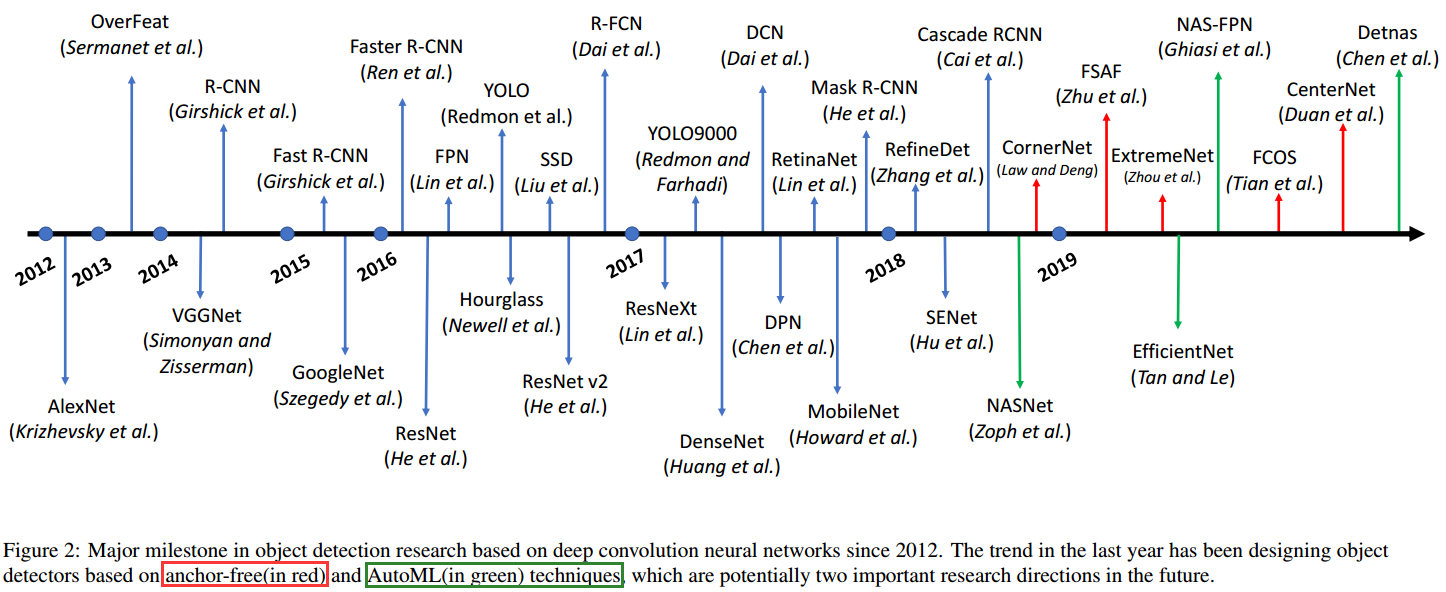 OverFeat
(Sermanet et al.)
R-CNN
(Girshick et al.)
Fast R-CNN
(Girshick et al.)
Faster R-CNN
(Ren et al.)
FPN
(Lin et al.)
YOLO
(Redmon et al.)
SSD
(Liu et al.)
R-FCN
(Dai et al.)
YOLO9000
(Redmon and
Farhadi)
DCN
(Dai et al.)
RetinaNet
(Lin et al.)
Mask R-CNN
(He et al.)
RefineDet
(Zhang et al.)
Cascade RCNN
(Cai et al.)
CornerNet
(Law and Deng)
FSAF
(Zhu et al.)
ExtremeNet
(Zhou et al.)
NAS-FPN
(Ghiasi et al.)
FCOS
(Tian et al.)
CenterNet
(Duan et al.)
Detnas
(Chen et al.)
2012
2013
2014
2015
2016
2017
2018
2019
AlexNet
(Krizhevsky et al.)
VGGNet
(Simonyan and
Zisserman)
GoogleNet
(Szegedy et al.)
ResNet
(He et al.)
Hourglass
(Newell et al.)
ResNet v2
(He et al.)
ResNeXt
(Lin et al.)
DenseNet
(Huang et al.)
DPN
(Chen et al.)
MobileNet
(Howard et al.)
SENet
(Hu et al.)
NASNet
(Zoph et al.)
EfficientNet
(Tan and Le)
Figure 2: Major milestone in object detection research based on deep convolution neural networks since 2012. The trend in the last year has been designing object
detectors based on anchor-free(in red) and AutoML(in green) techniques, which are potentially two important research directions in the future.